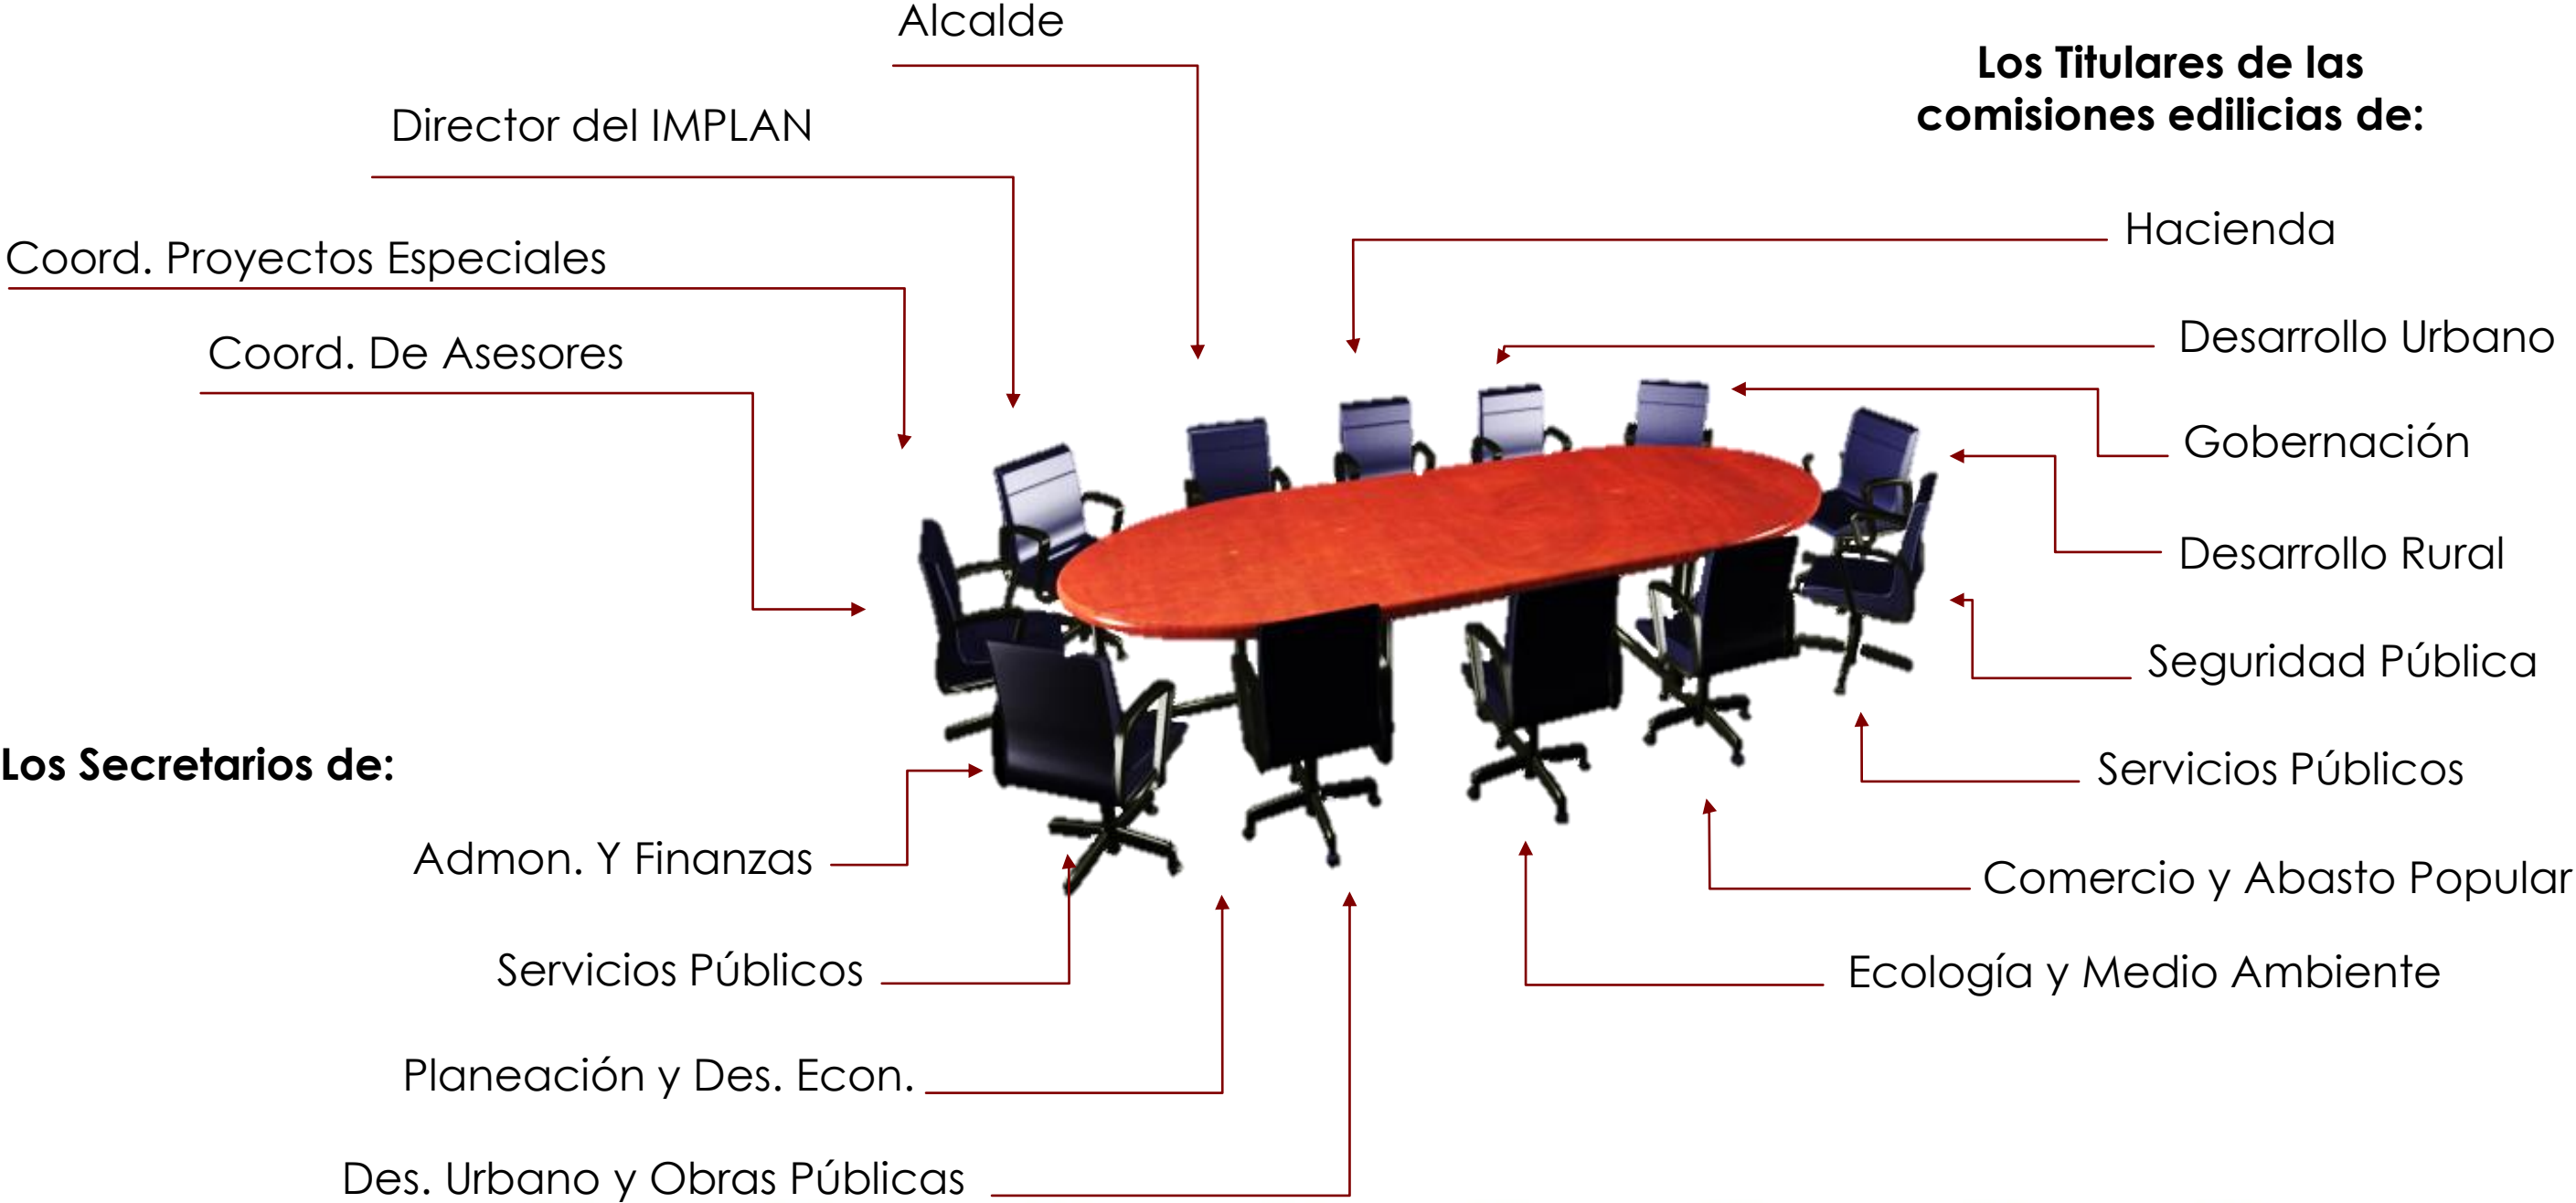 Alcalde
Director del IMPLAN
Coord. Proyectos Especiales
Coord. De Asesores
Los Secretarios de:
Admon. Y Finanzas
Servicios Públicos
Planeación y Des. Econ.
Des. Urbano y Obras Públicas
Los Titulares de las
comisiones edilicias de:
Hacienda
Desarrollo Urbano
Gobernación
Desarrollo Rural
Seguridad Pública
Servicios Públicos
Comercio y Abasto Popular
Ecología y Medio Ambiente